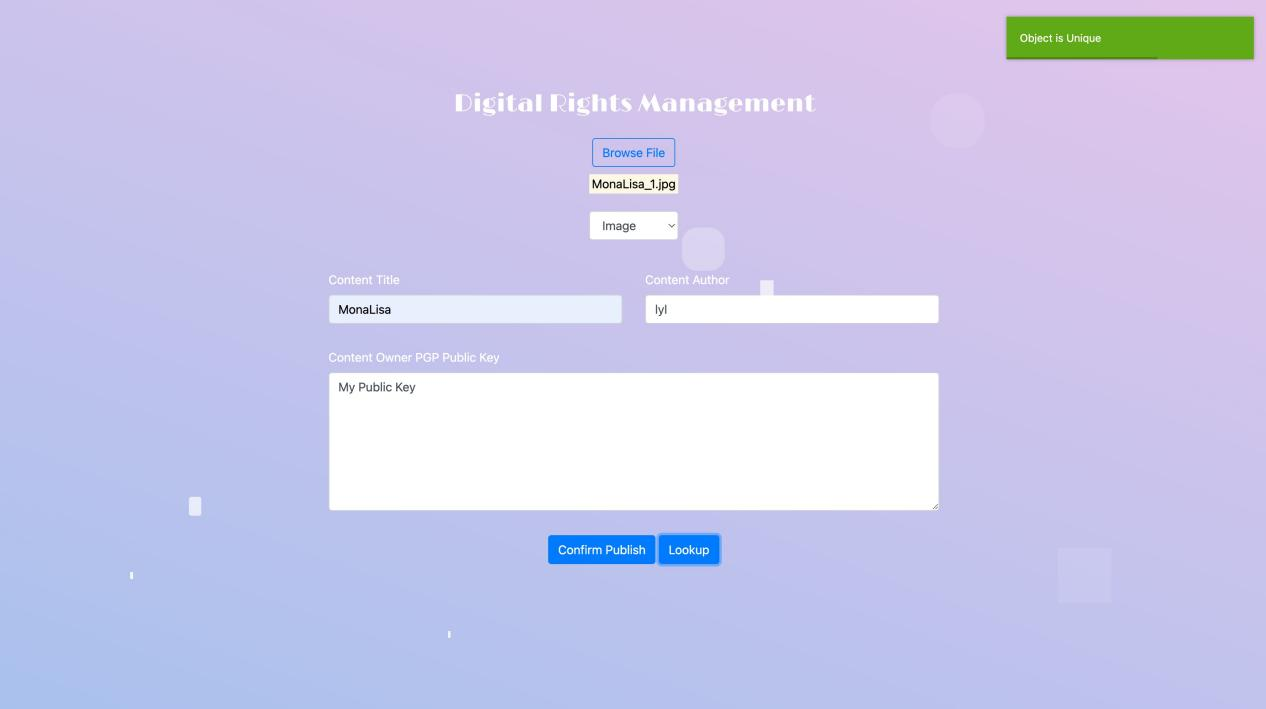 Object is Unique
Digital Rights Management
Browse File
MonaLisa_1.jpg
Image
Content Title
Content Author
MonaLisa
lyl
Content Owner PGP Public Key
My Public Key
Confirm Publish
Lookup